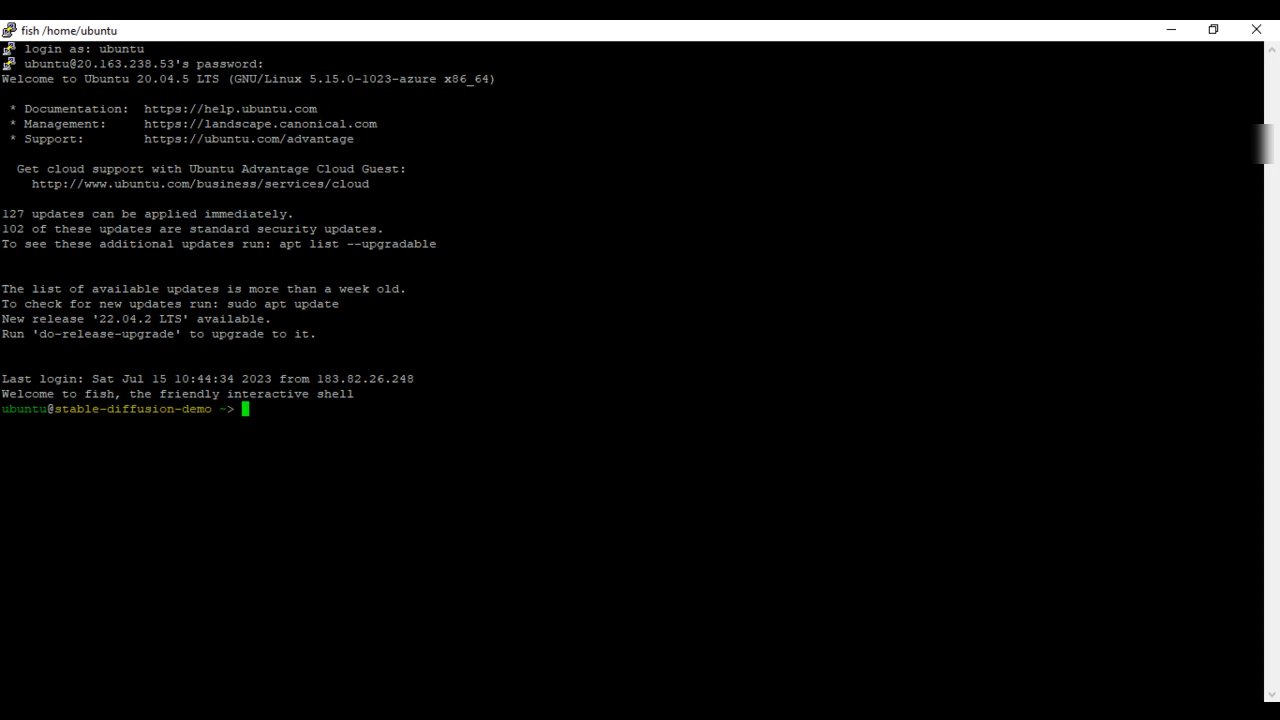 fish /home/ubuntu
login as: ubuntu
ubuntu@20.163.238.53's password:
Welcome to Ubuntu 20.04.5 LTS (GNU/Linux 5.15.0-1023-azure x86_64)
* Documentation: https://help.ubuntu.com
* Management: https://landscape.canonical.com
* Support: https://ubuntu.com/advantage
Get cloud support with Ubuntu Advantage Cloud Guest:
http://www.ubuntu.com/business/services/cloud
127 updates can be applied immediately.
102 of these updates are standard security updates.
To see these additional updates run: apt list --upgradable
The list of available updates is more than a week old.
To check for new updates run: sudo apt update
New release '22.04.2 LTS' available.
Run 'do-release-upgrade' to upgrade to it.
Last login: Sat Jul 15 10:44:34 2023 from 183.82.26.248
Welcome to fish, the friendly interactive shell
ubuntu@stable-diffusion-demo ->